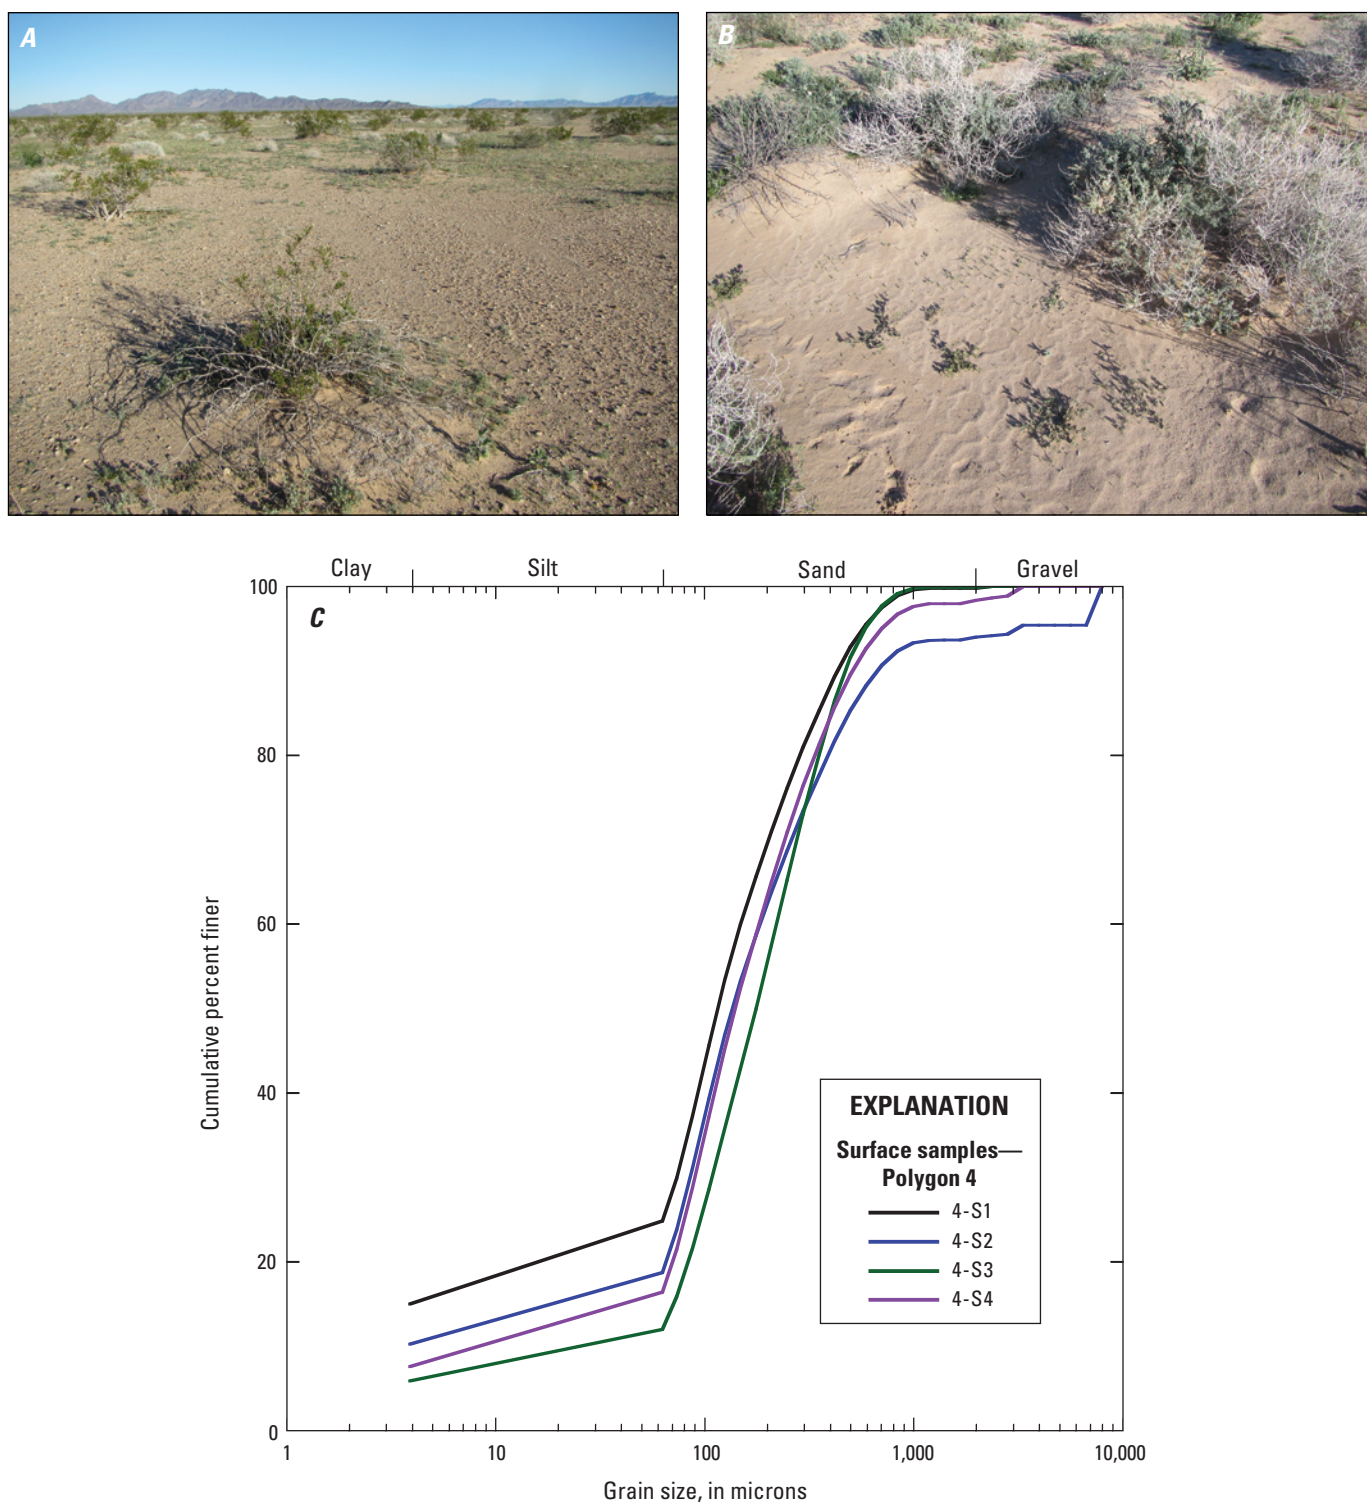 A
B
Clay Silt Sand Gravel
C
100
80
60
40
20
0
Cumulative percent finer
1 10 100 1,000 10,000
Grain size, in microns
EXPLANATION
Surface samples—
Polygon 4
4-S1
4-S2
4-S3
4-S4